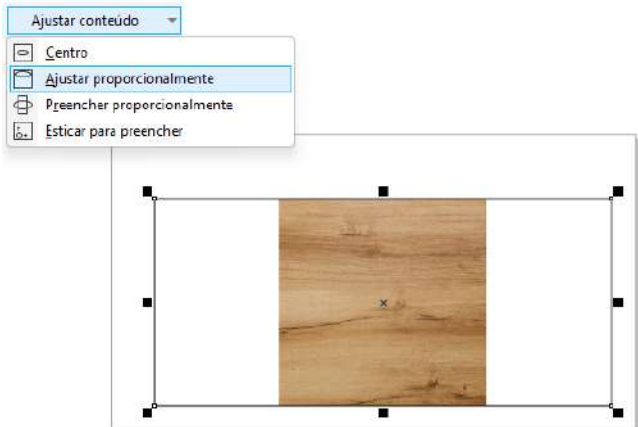 Ajustar conteúdo
Centro
Ajustar proporcionalmente
Preencher proporcionalmente
Esticar para preencher